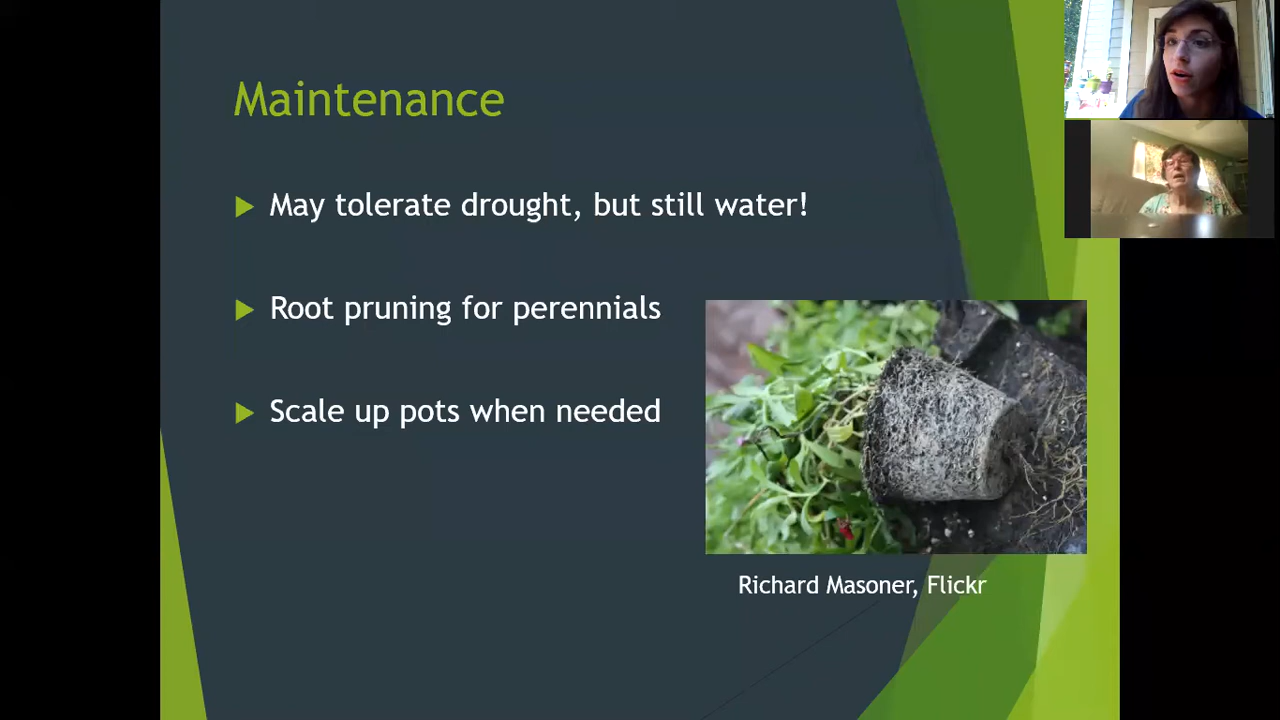 Maintenance
May tolerate drought, but still water!
Root pruning for perennials
Scale up pots when needed
Richard Masoner, Flickr